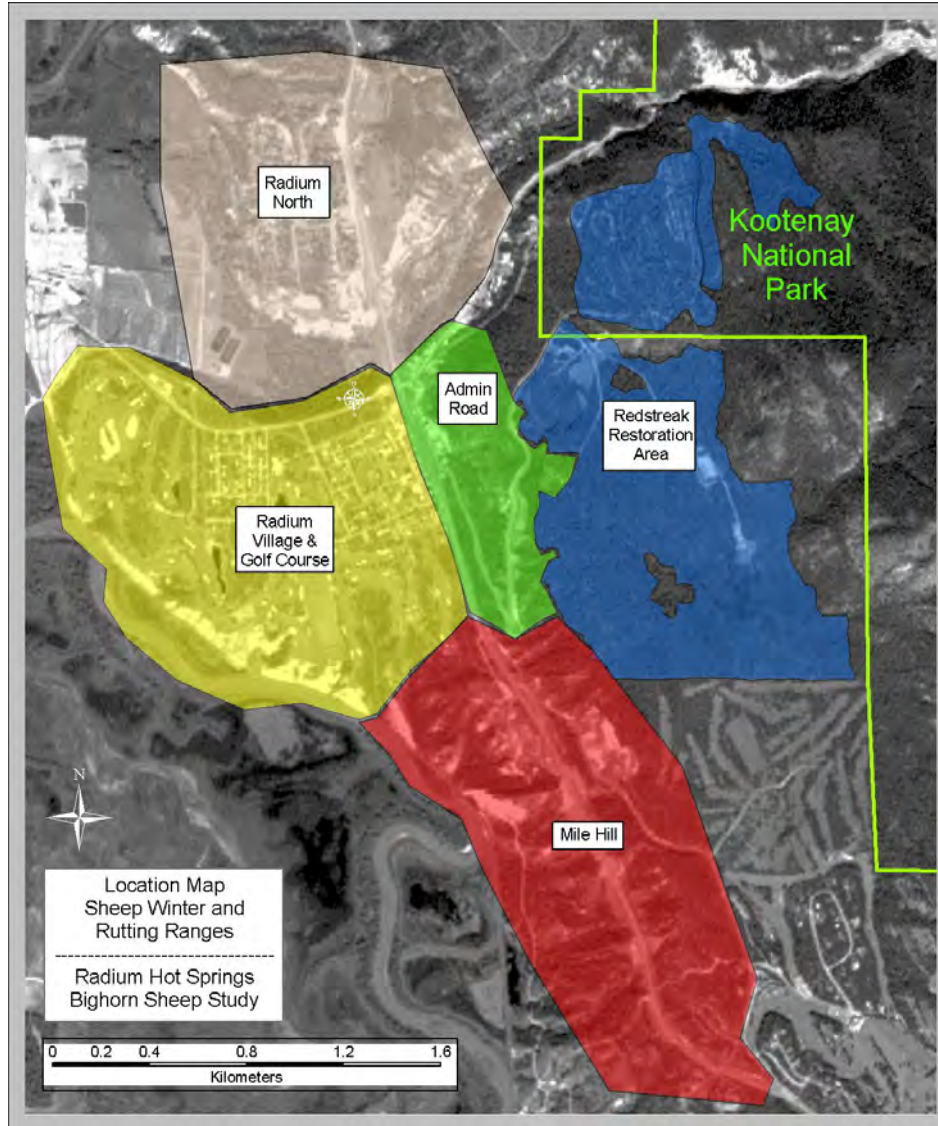 Radium
North
Kootenay
National
Park
Admin
Road
Redstreak
Restoration
Area
Radium
Village &
Golf Course
N
Mile Hill
Location Map
Sheep Winter and
Rutting Ranges
Radium Hot Springs
Bighorn Sheep Study
0 0.2 0.4 0.8 1.2 1.6
Kilometers